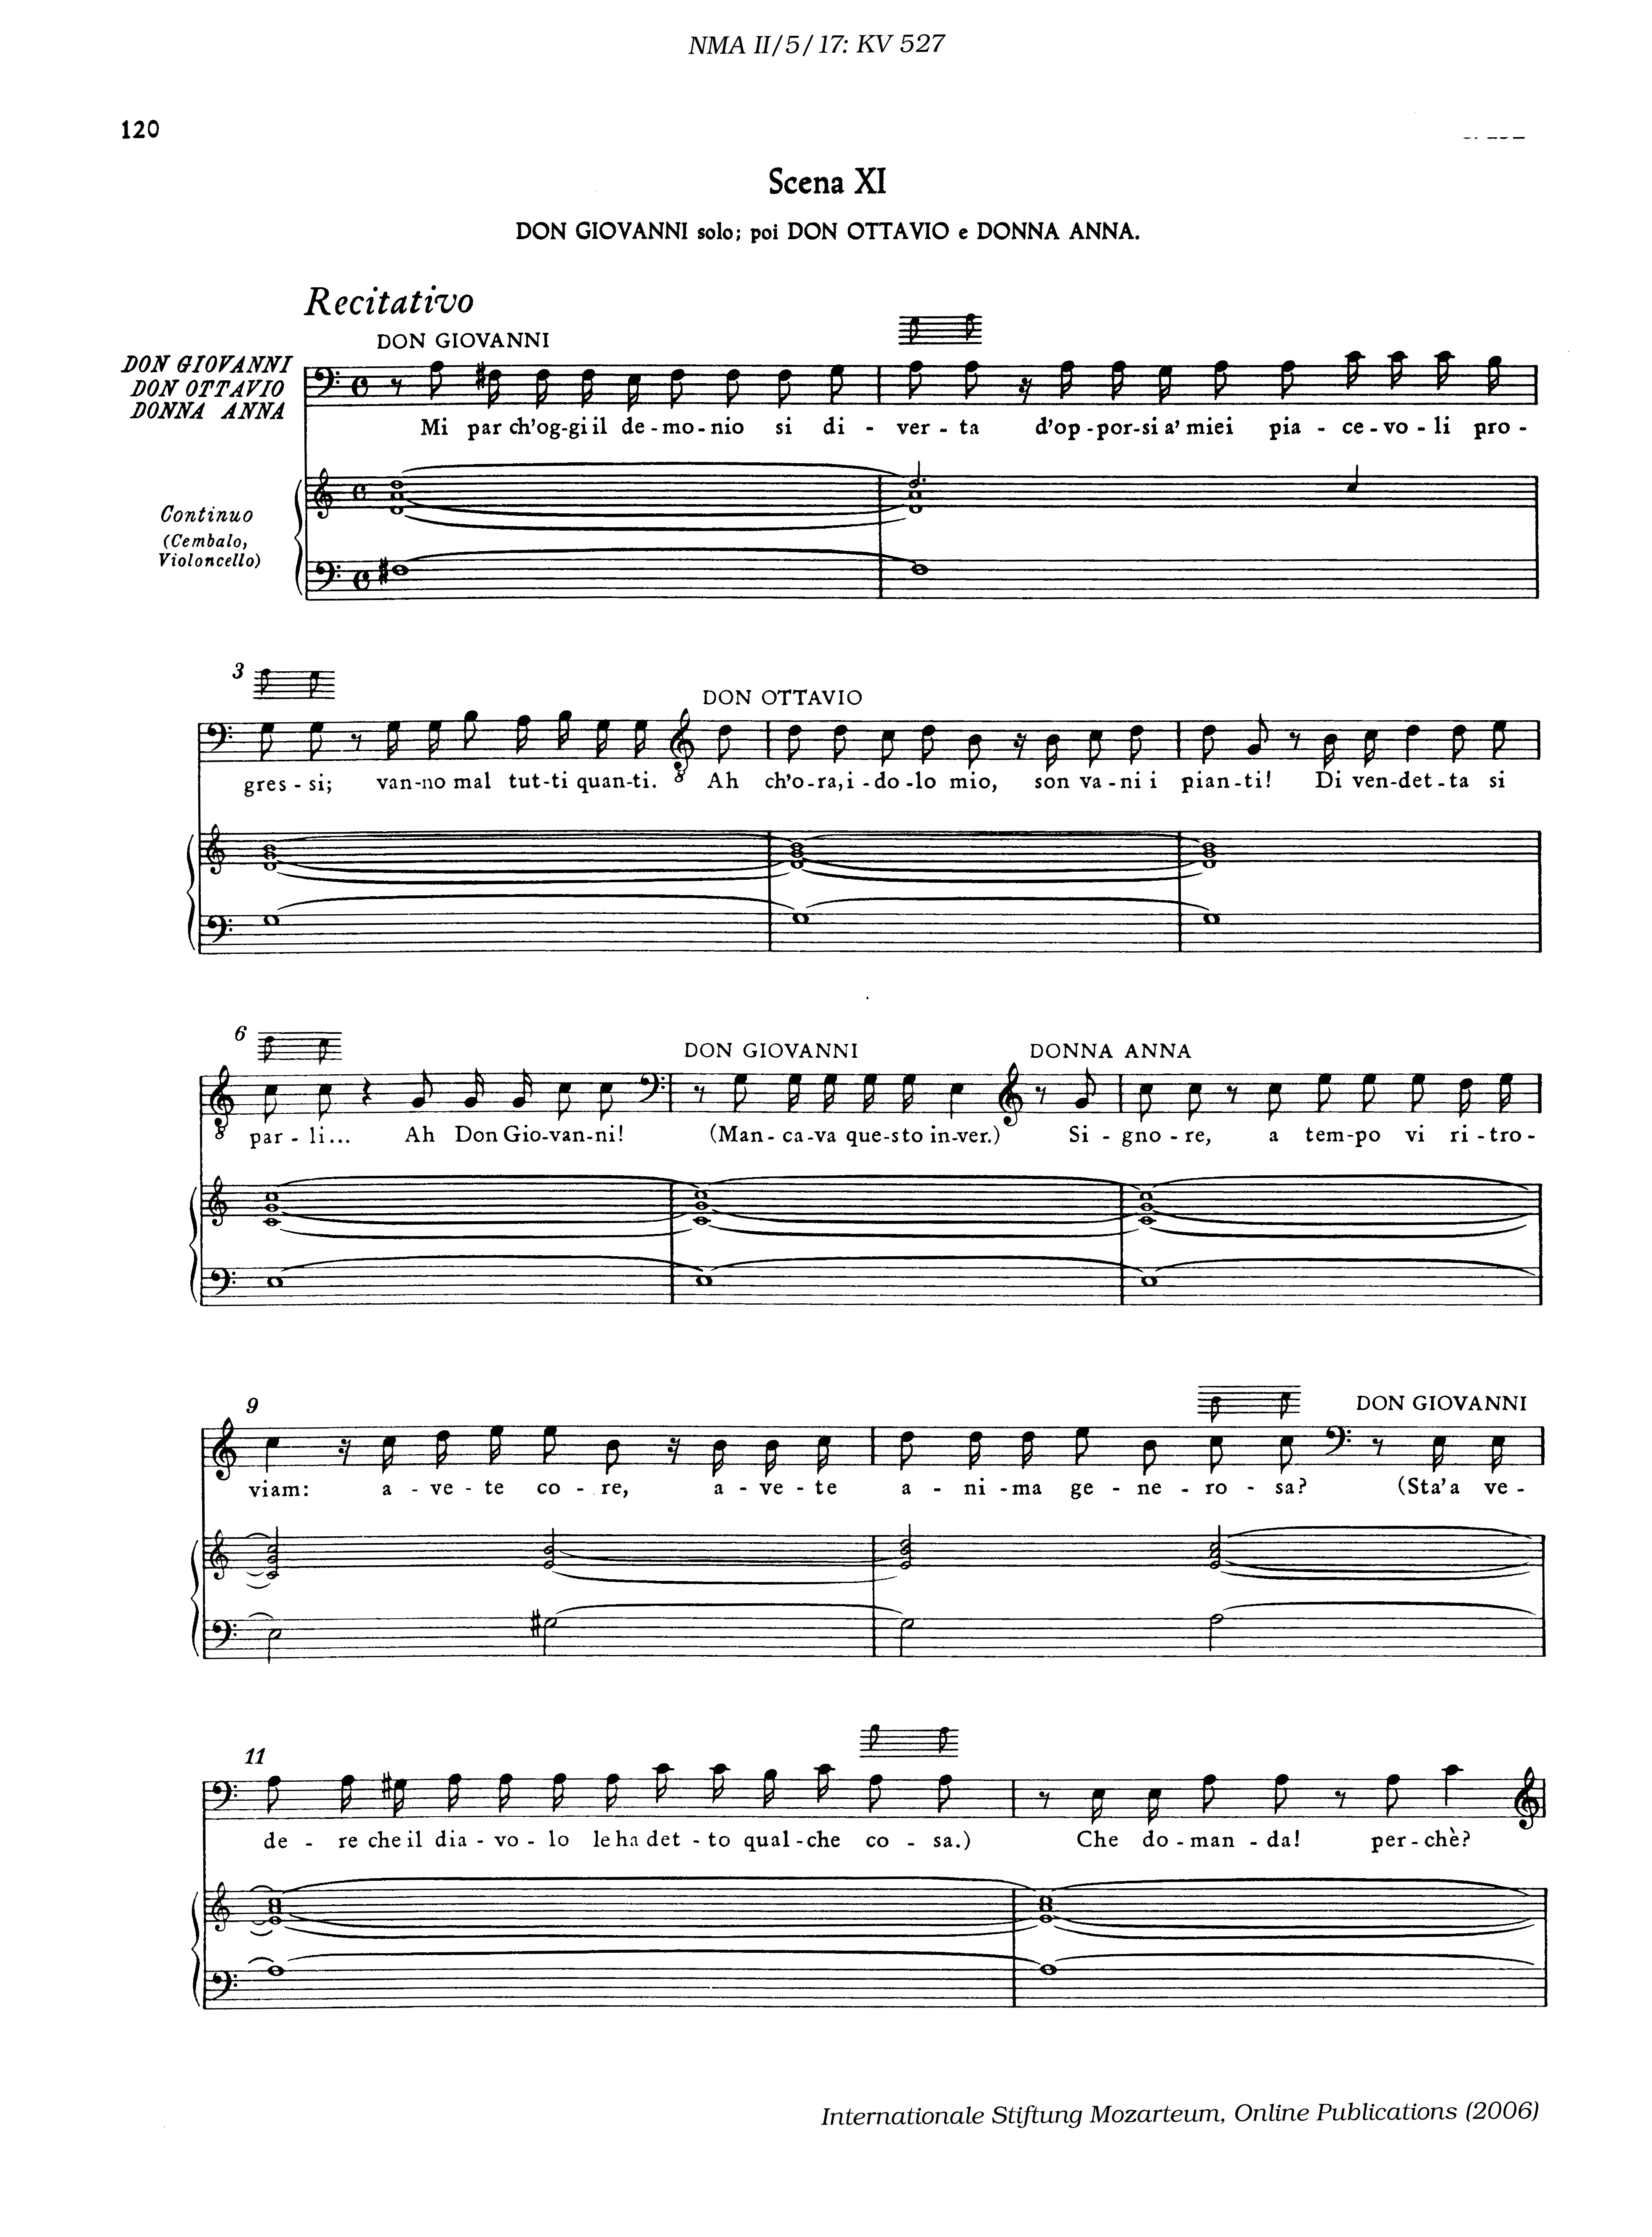 NMA II/5/17: KV 527
120
Scena XI
DON GIOVANNI solo; poi DON OTTAVIO e DONNA ANNA.
Recitativo
DON GIOVANNI
DON GIOVANNI
DON OTTAVIO
DONNA ANNA
Mi par ch'og-gi il de-mo-nio si di-ver-ta d'op-por-si a' miei pia-ce-vo-li pro-
Continuo
(Cembalo,
Violoncello)
3
DON OTTAVIO
gres-si; van-no mal tut-ti quan-ti. Ah ch'o-ra, i-do-lo mio, son va-ni i pian-ti! Di ven-det-ta si
6
DON GIOVANNI DONNA ANNA
par-li... Ah Don Gio-van-ni! (Man-ca-va que-sto in-ver.) Si-gno-re, a tem-po vi ri-tro-
9
DON GIOVANNI
viam: a-ve-te co-re, a-ve-te a-ni-ma ge-ne-ro-sa? (Sta' a ve-
11
de-re che il dia-vo-lo le ha det-to qual-che co-sa.) Che do-man-da! per-chè?
Internationale Stiftung Mozarteum, Online Publications (2006)